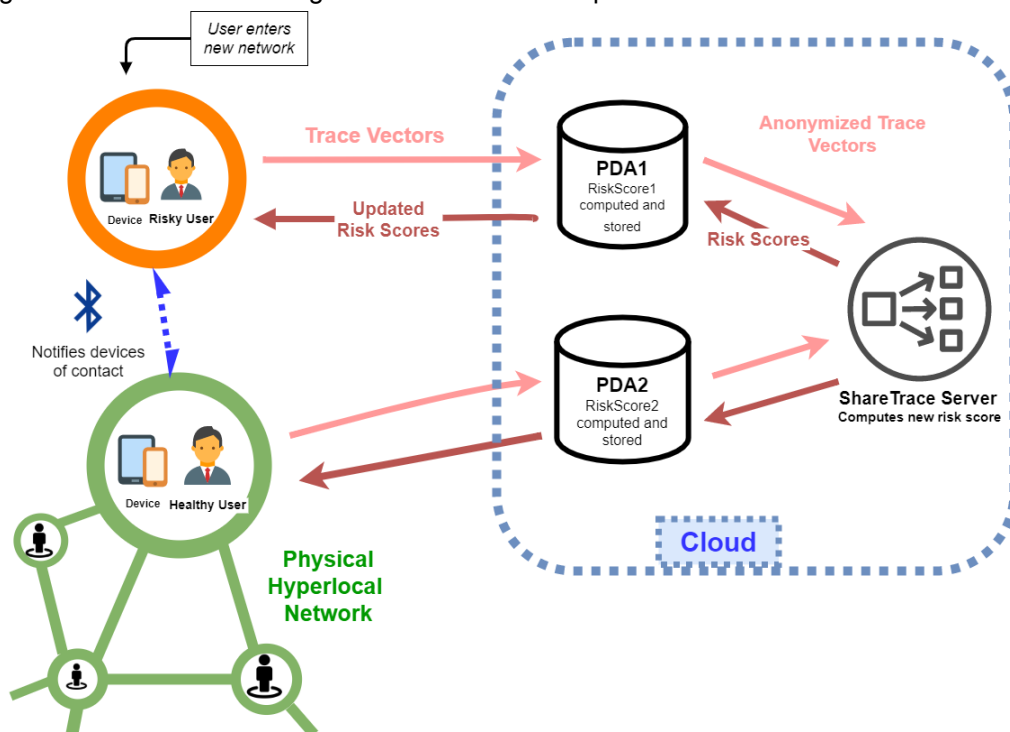 User enters
new network
Trace Vectors
Anonymized Trace
Vectors
PDA1
RiskScore1
computed and
stored
Device Risky User
Updated
Risk Scores
Risk Scores
Notifies devices
of contact
PDA2
RiskScore2
computed and
stored
ShareTrace Server
Computes new risk score
Device Healthy User
Cloud
Physical
Hyperlocal
Network